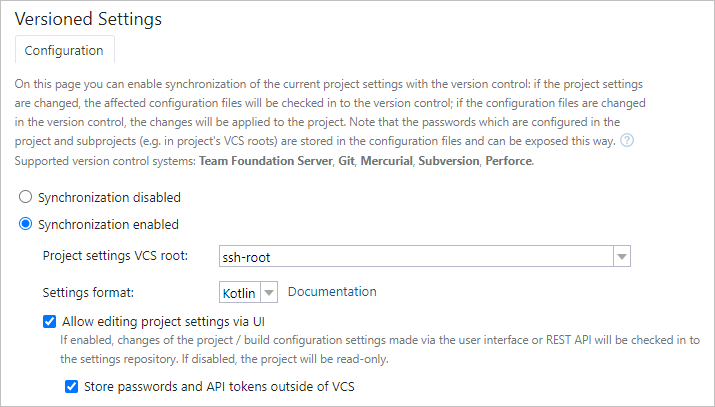 Versioned Settings
Configuration
On this page you can enable synchronization of the current project settings with the version control: if the project settings
are changed, the affected configuration files will be checked in to the version control; if the configuration files are changed
in the version control, the changes will be applied to the project. Note that the passwords which are configured in the
project and subprojects (e.g. in project's VCS roots) are stored in the configuration files and can be exposed this way. ?
Supported version control systems: Team Foundation Server, Git, Mercurial, Subversion, Perforce.
Synchronization disabled
Synchronization enabled
Project settings VCS root: ssh-root
Settings format: Kotlin Documentation
Allow editing project settings via UI
If enabled, changes of the project / build configuration settings made via the user interface or REST API will be checked in to
the settings repository. If disabled, the project will be read-only.
Store passwords and API tokens outside of VCS